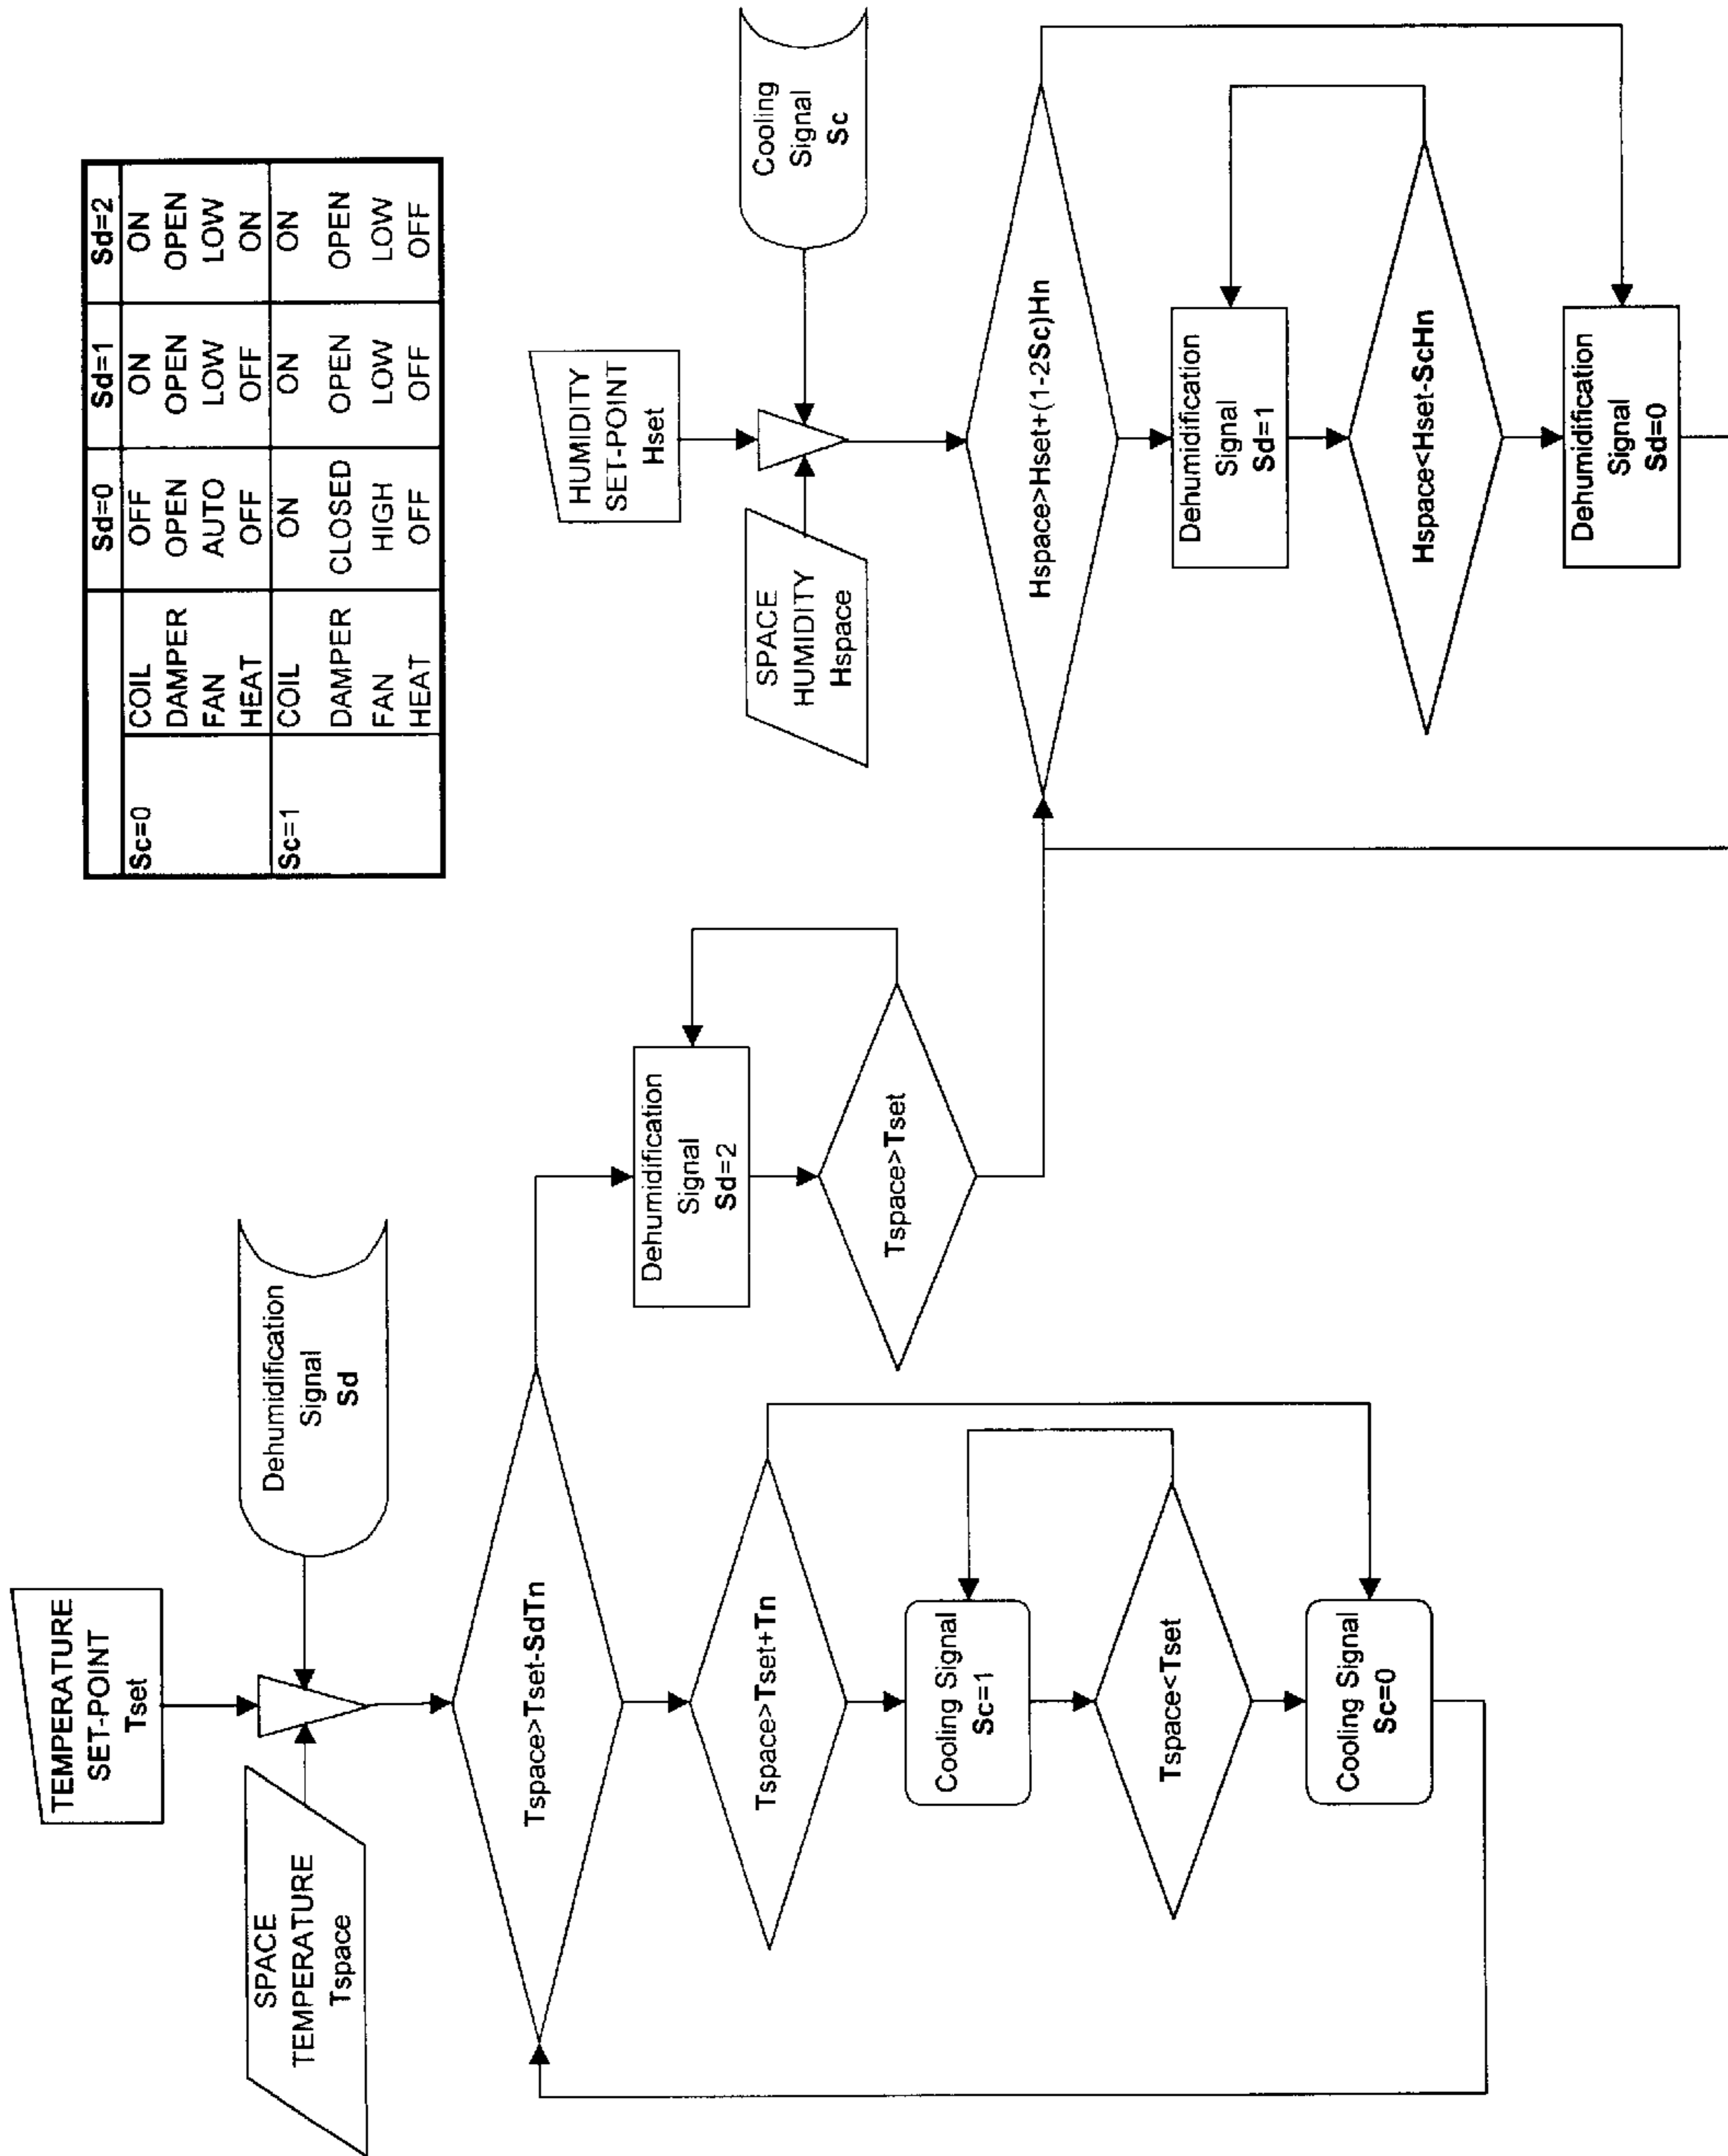 TEMPERATURE
SET-POINT
Tset
SPACE
TEMPERATURE
Tspace
Dehumidification
Signal
Sd
Tspace>Tset-SdTn
Tspace>Tset+Tn
Cooling Signal
Sc=1
Tspace<Tset
Cooling Signal
Sc=0
Dehumidification
Signal
Sd=2
Tspace>Tset
Sd=0 Sd=1 Sd=2
Sc=0 COIL OFF ON ON
DAMPER OPEN OPEN OPEN
FAN AUTO LOW LOW
HEAT OFF OFF ON
Sc=1 COIL ON ON ON
DAMPER CLOSED OPEN OPEN
FAN HIGH LOW LOW
HEAT OFF OFF OFF
HUMIDITY
SET-POINT
Hset
SPACE
HUMIDITY
Hspace
Cooling
Signal
Sc
Hspace>Hset+(1-2Sc)Hn
Dehumidification
Signal
Sd=1
Hspace<Hset-ScHn
Dehumidification
Signal
Sd=0